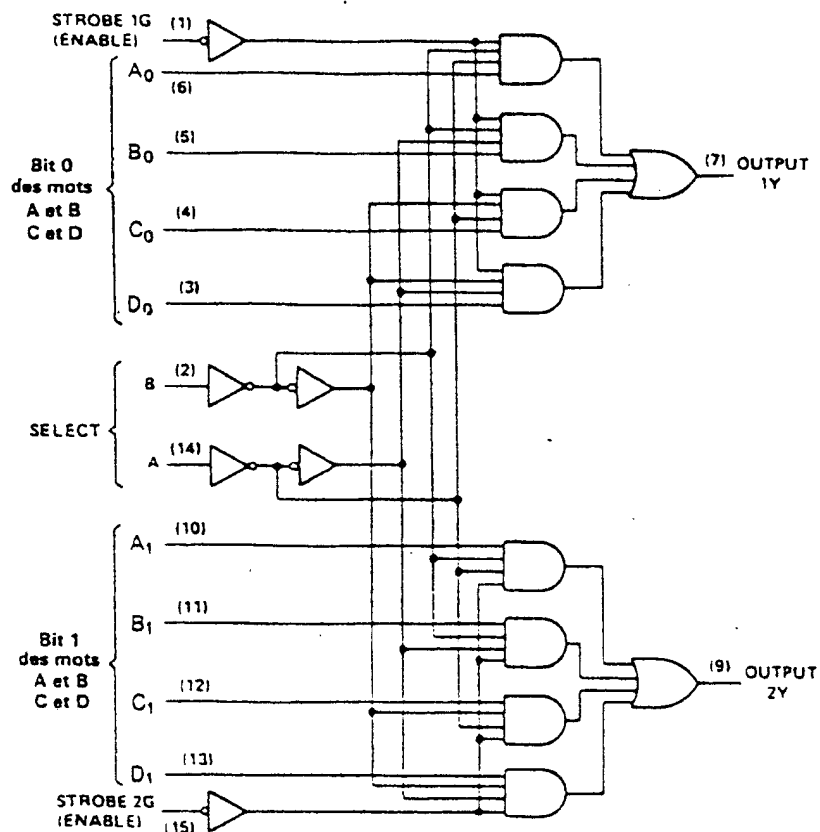 STROBE 1G
(ENABLE)
(1)
A0
(6)
Bit 0
des mots
A et B
C et D
B0
(5)
C0
(4)
D0
(3)
(7)
OUTPUT
1Y
SELECT
B
(2)
A
(14)
A1
(10)
Bit 1
des mots
A et B
C et D
B1
(11)
C1
(12)
D1
(13)
(9)
OUTPUT
2Y
STROBE 2G
(ENABLE)
(15)